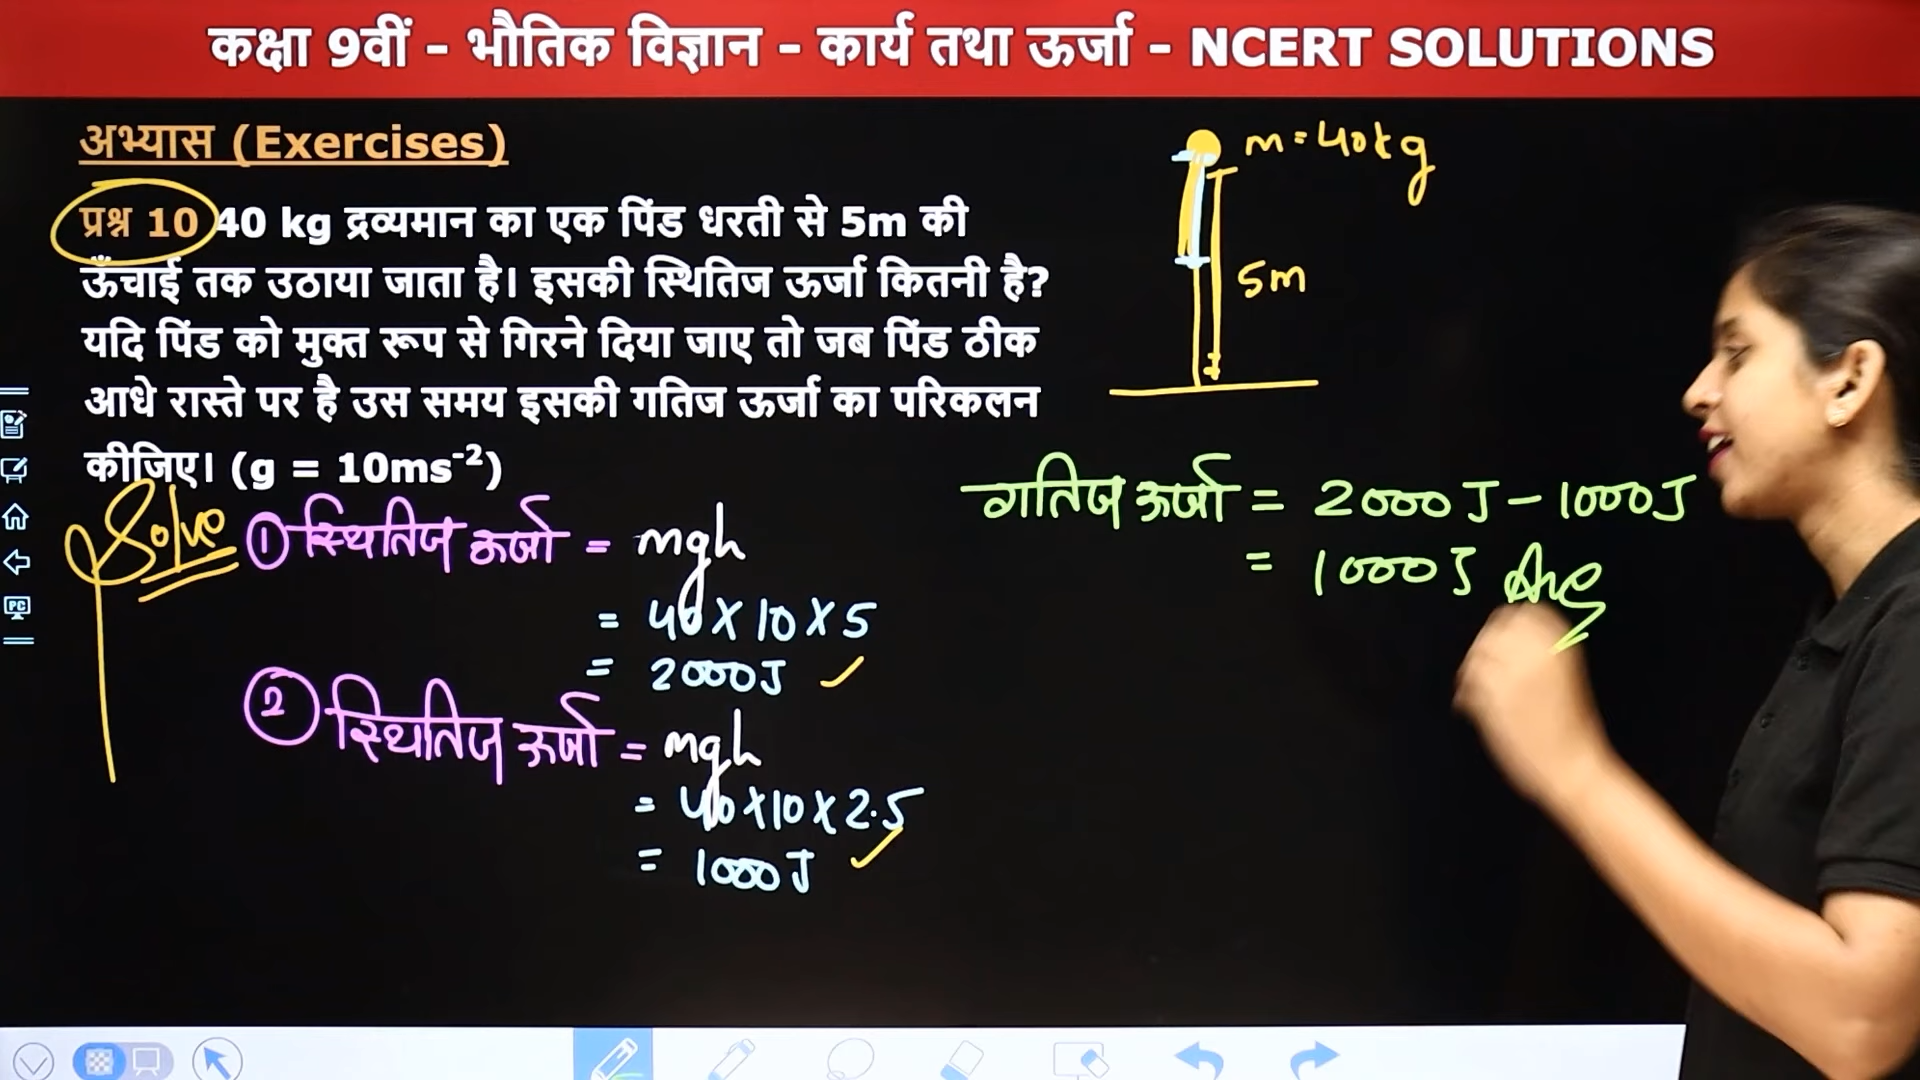 कक्षा 9वीं - भौतिक विज्ञान - कार्य तथा ऊर्जा - NCERT SOLUTIONS
अभ्यास (Exercises)
प्रश्न 10 40 kg द्रव्यमान का एक पिंड धरती से 5m की
ऊँचाई तक उठाया जाता है। इसकी स्थितिज ऊर्जा कितनी है?
यदि पिंड को मुक्त रूप से गिरने दिया जाए तो जब पिंड ठीक
आधे रास्ते पर है उस समय इसकी गतिज ऊर्जा का परिकलन
कीजिए। (g = 10ms⁻²)
m = 40kg
5m
Solve
① स्थितिज ऊर्जा = mgh
= 40 X 10 X 5
= 2000J
② स्थितिज ऊर्जा = mgh
= 40 X 10 X 2.5
= 1000J
गतिज ऊर्जा = 2000J - 1000J
= 1000J Ans
PC